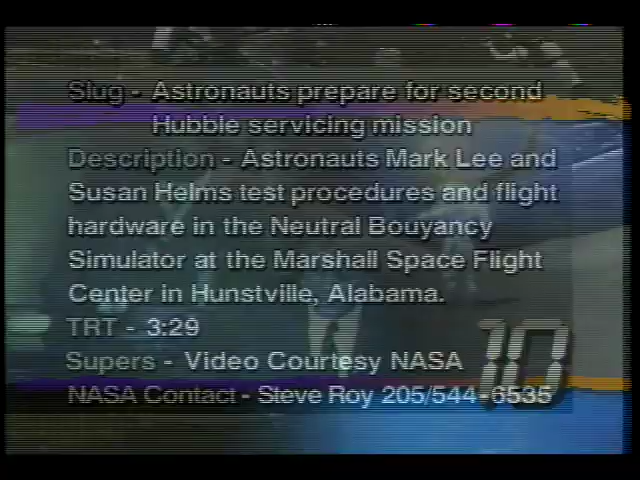 Slug - Astronauts prepare for second
Hubble servicing mission
Description - Astronauts Mark Lee and
Susan Helms test procedures and flight
hardware in the Neutral Bouyancy
Simulator at the Marshall Space Flight
Center in Hunstville, Alabama.
TRT - 3:29
Supers - Video Courtesy NASA
NASA Contact - Steve Roy 205/544-6535
10